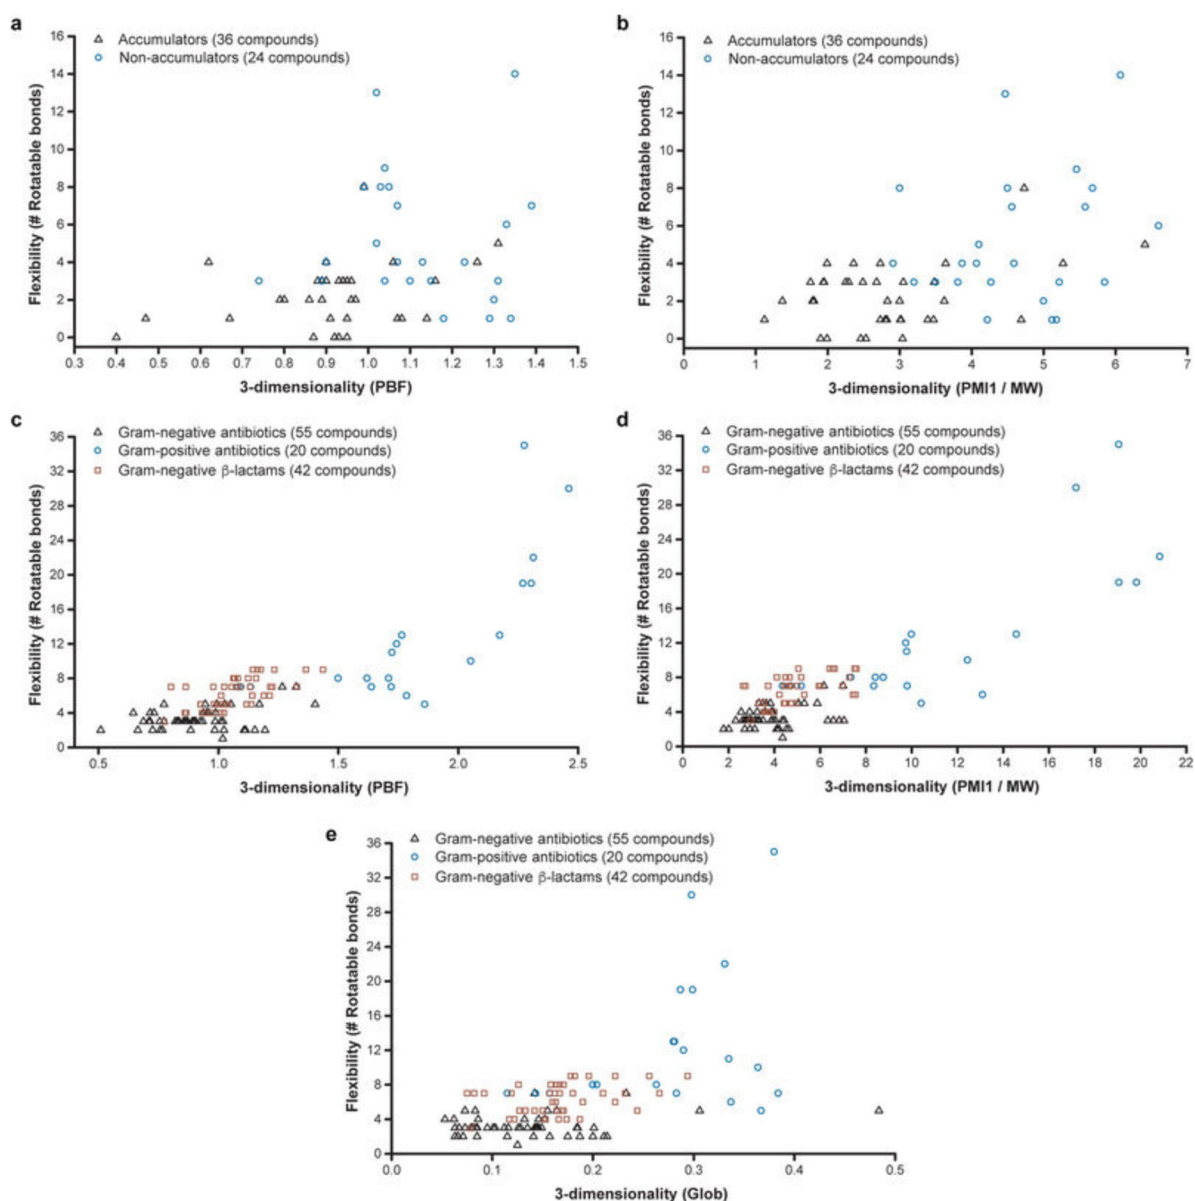 a
Accumulators (36 compounds)
Non-accumulators (24 compounds)
Flexibility (# Rotatable bonds)
16
14
12
10
8
6
4
2
0
0.3 0.4 0.5 0.6 0.7 0.8 0.9 1.0 1.1 1.2 1.3 1.4 1.5
3-dimensionality (PBF)
b
Accumulators (36 compounds)
Non-accumulators (24 compounds)
Flexibility (# Rotatable bonds)
16
14
12
10
8
6
4
2
0
0 1 2 3 4 5 6 7
3-dimensionality (PMI1 / MW)
c
Gram-negative antibiotics (55 compounds)
Gram-positive antibiotics (20 compounds)
Gram-negative β-lactams (42 compounds)
Flexibility (# Rotatable bonds)
36
32
28
24
20
16
12
8
4
0
0.5 1.0 1.5 2.0 2.5
3-dimensionality (PBF)
d
Gram-negative antibiotics (55 compounds)
Gram-positive antibiotics (20 compounds)
Gram-negative β-lactams (42 compounds)
Flexibility (# Rotatable bonds)
36
32
28
24
20
16
12
8
4
0
0 2 4 6 8 10 12 14 16 18 20 22
3-dimensionality (PMI1 / MW)
e
Gram-negative antibiotics (55 compounds)
Gram-positive antibiotics (20 compounds)
Gram-negative β-lactams (42 compounds)
Flexibility (# Rotatable bonds)
36
32
28
24
20
16
12
8
4
0
0.0 0.1 0.2 0.3 0.4 0.5
3-dimensionality (Glob)